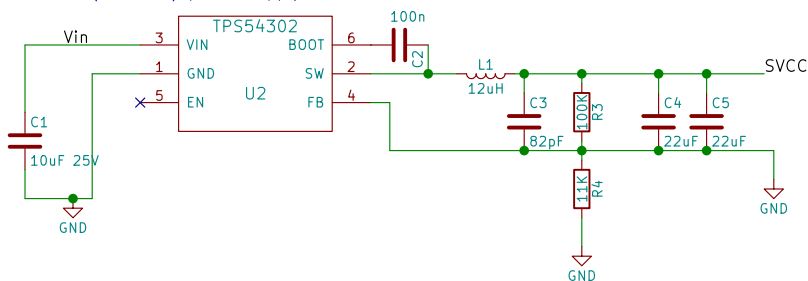 TPS54302
100n
Vin
3
VIN
BOOT
6
C2
1
GND
SW
2
L1
SVCC
12uH
U2
5
EN
FB
4
C1
10uF 25V
C3
82pF
100K
R3
C4
22uF
C5
22uF
11K
R4
GND
GND
GND